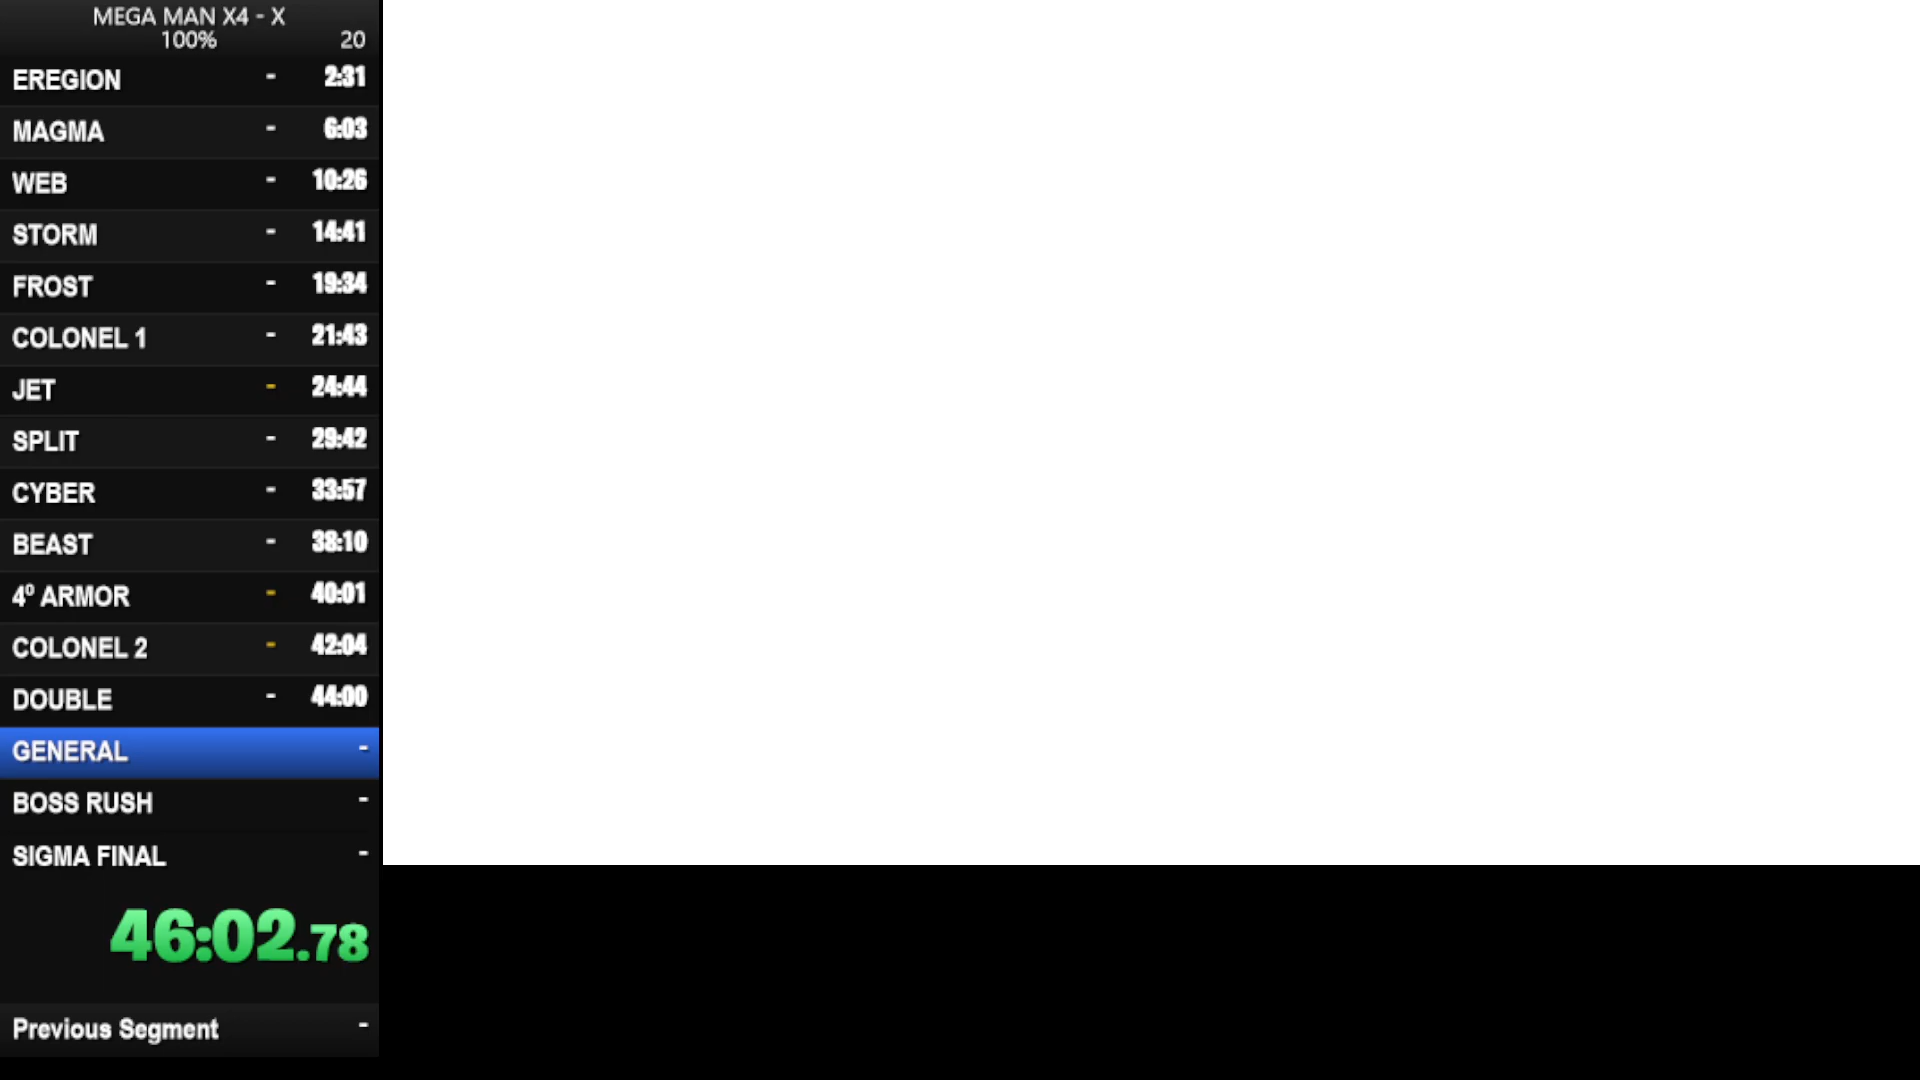 MEGA MAN X4 - X
100% 20
EREGION - 2:31
MAGMA - 6:03
WEB - 10:26
STORM - 14:41
FROST - 19:34
COLONEL 1 - 21:43
JET - 24:44
SPLIT - 29:42
CYBER - 33:57
BEAST - 38:10
4º ARMOR - 40:01
COLONEL 2 - 42:04
DOUBLE - 44:00
GENERAL -
BOSS RUSH -
SIGMA FINAL -
46:02.78
Previous Segment -